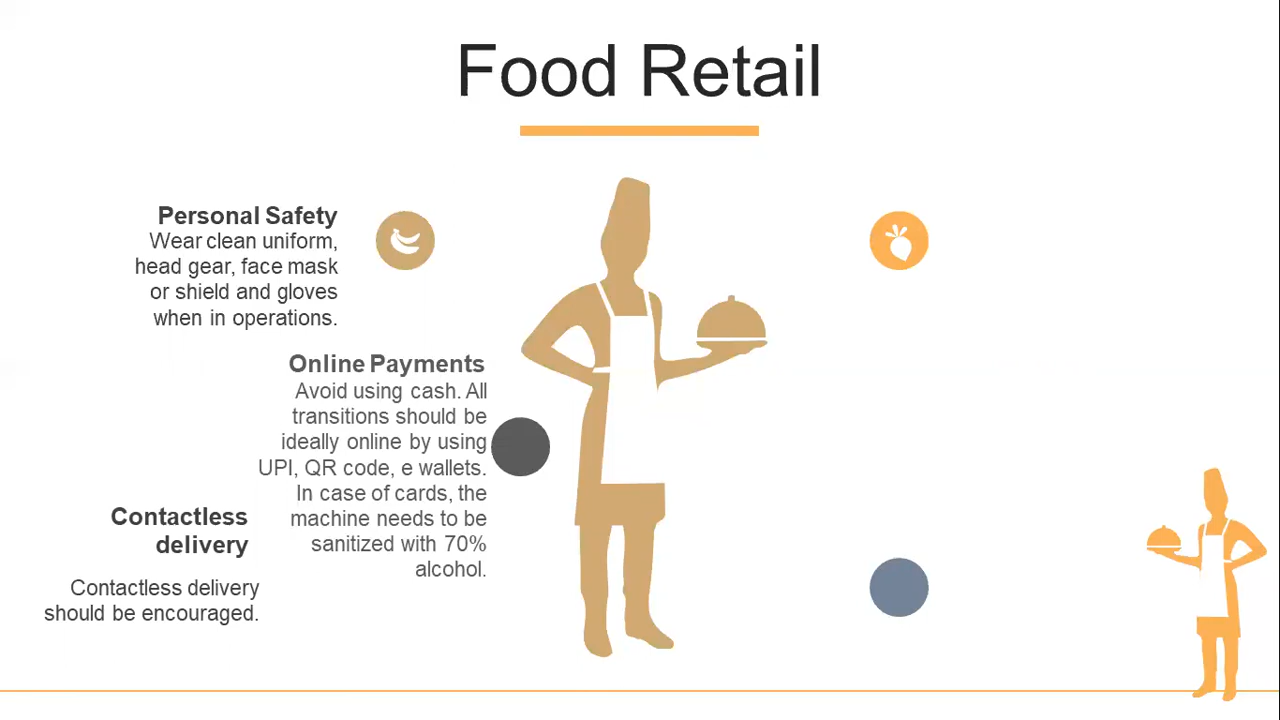 Food Retail
Personal Safety
Wear clean uniform,
head gear, face mask
or shield and gloves
when in operations.
Online Payments
Avoid using cash. All
transitions should be
ideally online by using
UPI, QR code, e wallets.
In case of cards, the
machine needs to be
sanitized with 70%
alcohol.
Contactless
delivery
Contactless delivery
should be encouraged.